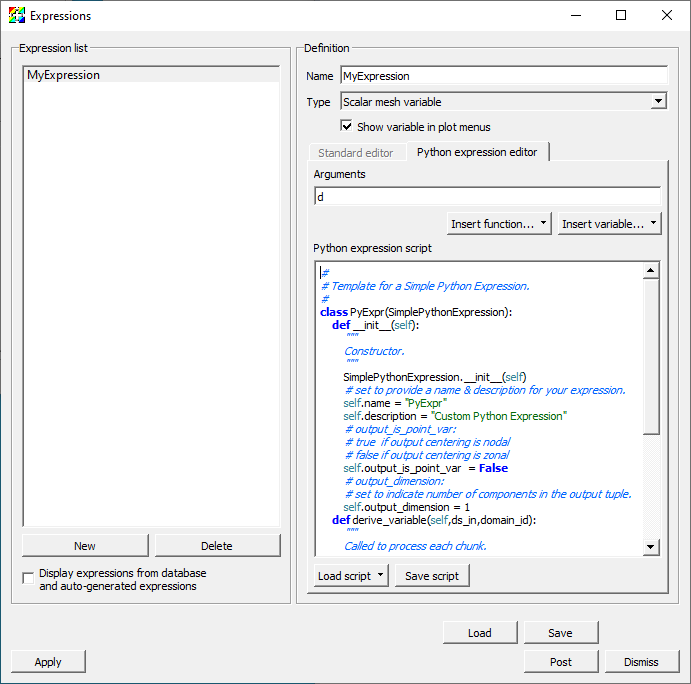 Expressions
Expression list
MyExpression
New
Delete
Display expressions from database
and auto-generated expressions
Definition
Name MyExpression
Type Scalar mesh variable
Show variable in plot menus
Standard editor
Python expression editor
Arguments
d
Insert function...
Insert variable...
Python expression script
#
# Template for a Simple Python Expression.
#
class PyExpr(SimplePythonExpression):
def __init__(self):
"""
Constructor.
"""
SimplePythonExpression.__init__(self)
# set to provide a name & description for your expression.
self.name = "PyExpr"
self.description = "Custom Python Expression"
# output_is_point_var:
# true  if output centering is nodal
# false if output centering is zonal
self.output_is_point_var  = False
# output_dimension:
# set to indicate number of components in the output tuple.
self.output_dimension = 1
def derive_variable(self,ds_in,domain_id):
"""
Called to process each chunk.
Load script
Save script
Load
Save
Apply
Post
Dismiss